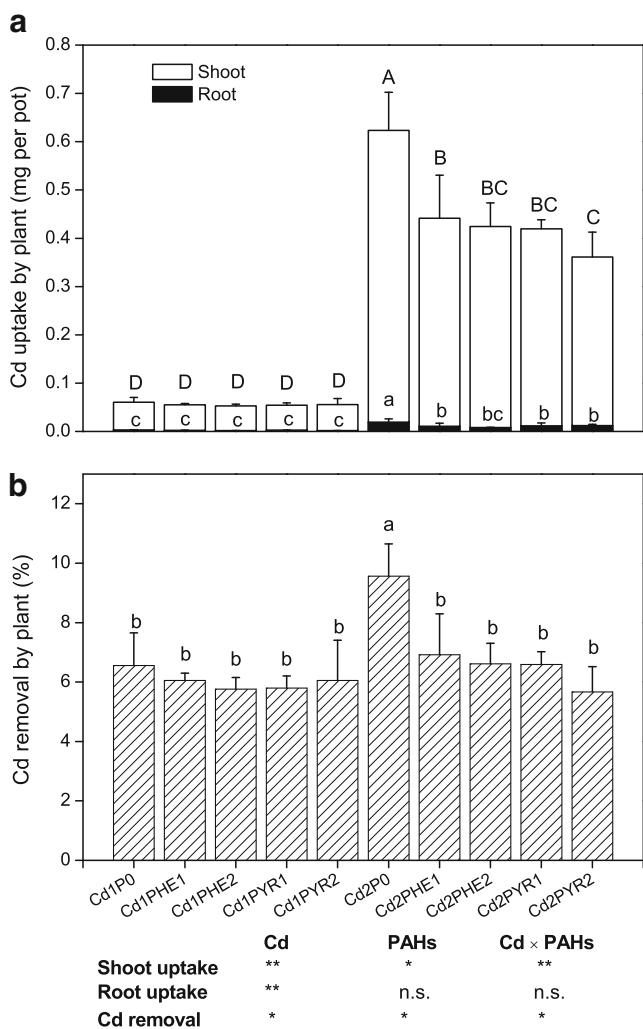 a
Cd uptake by plant (mg per pot)
0.8
0.7
0.6
0.5
0.4
0.3
0.2
0.1
0.0
Shoot
Root
D D D D D A B BC BC C
c c c c c a b bc b b
b
Cd removal by plant (%)
12
10
8
6
4
2
0
b b b b b a b b b b
Cd1P0 Cd1PHE1 Cd1PHE2 Cd1PYR1 Cd1PYR2 Cd2P0 Cd2PHE1 Cd2PHE2 Cd2PYR1 Cd2PYR2
Cd PAHs Cd × PAHs
Shoot uptake ** * **
Root uptake ** n.s. n.s.
Cd removal * * *